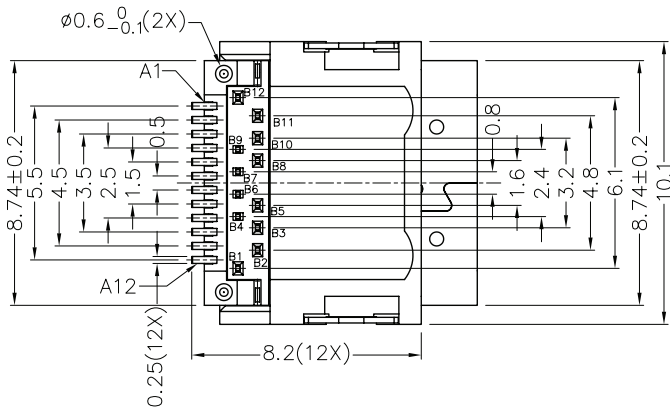 ø0.6 0 -0.1(2X)
A1
B12
B11
B10
B9
B8
B7
B6
B5
B4
B3
B2
B1
A12
8.74±0.2
5.5
4.5
3.5
2.5
1.5
0.5
0.8
1.6
2.4
3.2
4.8
6.1
8.74±0.2
10.1
8.2(12X)
0.25(12X)